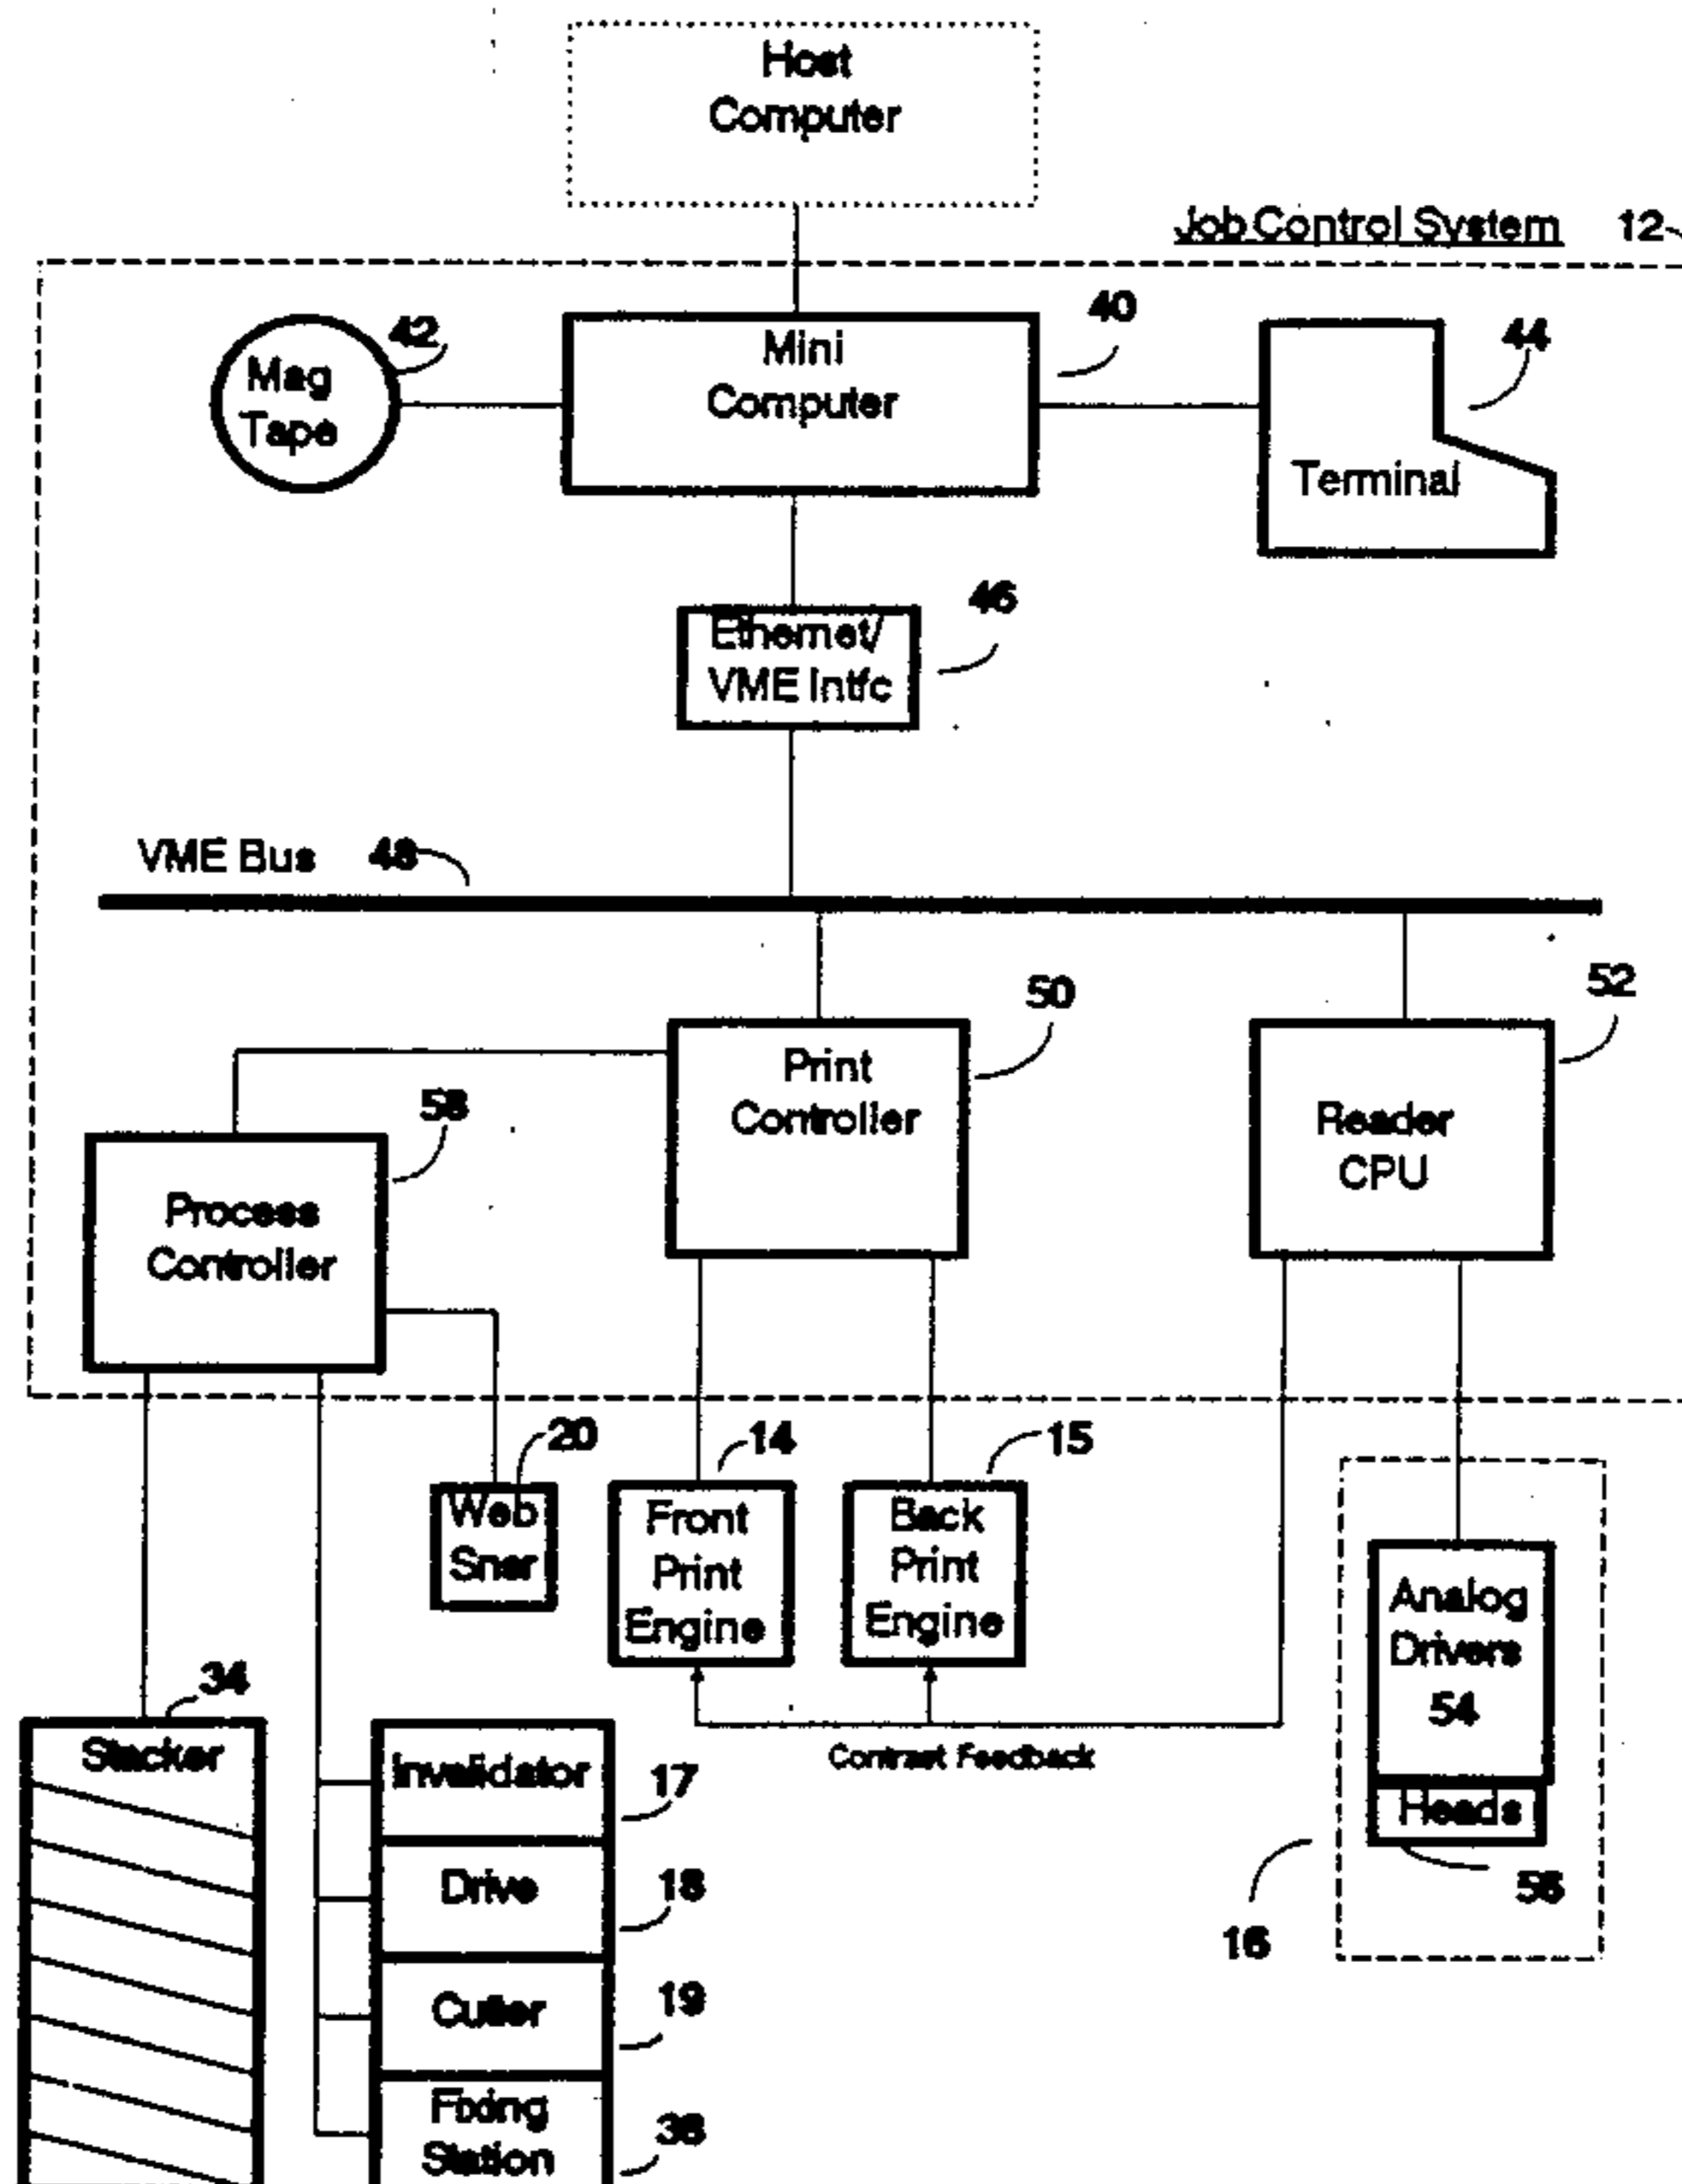 Host
Computer
Job Control System 12
42
Mag
Tape
Mini
Computer
40
44
Terminal
46
Ethernet/
VME Intfc
VME Bus 48
50
52
Print
Controller
58
Reader
CPU
Process
Controller
20
14
15
Web
Snsr
Front
Print
Engine
Back
Print
Engine
Analog
Drivers
54
34
Stacker
Invalidator
17
Contrast Feedback
Heads
56
16
Drive
18
Cutter
19
Fixing
Station